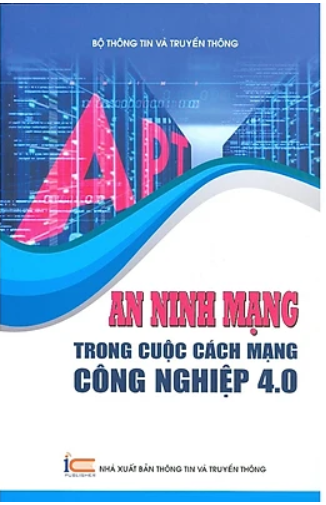 BỘ THÔNG TIN VÀ TRUYỀN THÔNG
APT
AN NINH MẠNG
TRONG CUỘC CÁCH MẠNG
CÔNG NGHIỆP 4.0
ic
PUBLISHER
NHÀ XUẤT BẢN THÔNG TIN VÀ TRUYỀN THÔNG